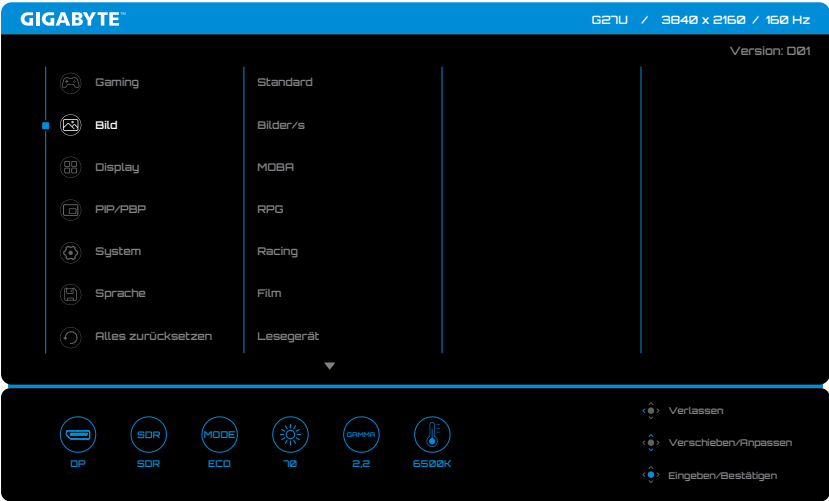 GIGABYTE™ G27U / 3840 x 2160 / 160 Hz
Version: D01
Gaming Standard
Bild Bilder/s
Display MOBA
PIP/PBP RPG
System Racing
Sprache Film
Alles zurücksetzen Lesegerät
Verlassen
SDR MODE GAMMA
Verschieben/Anpassen
DP SDR ECO 70 2,2 6500K
Eingeben/Bestätigen